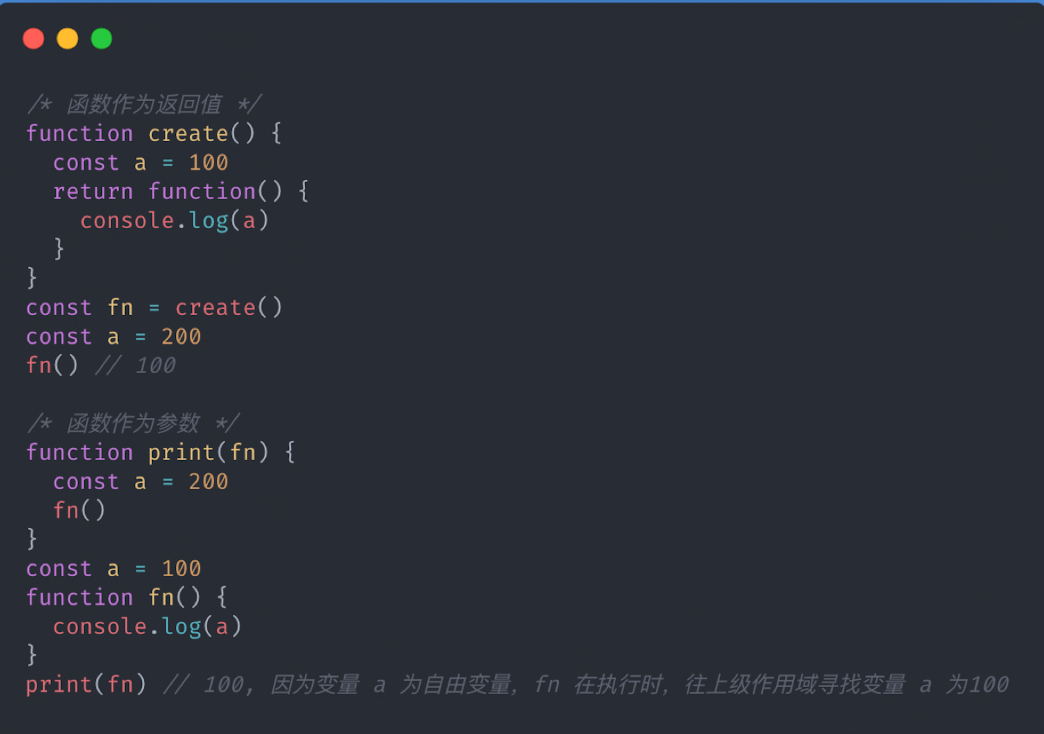 /* 函数作为返回值 */
function create() {
  const a = 100
  return function() {
    console.log(a)
  }
}
const fn = create()
const a = 200
fn() // 100

/* 函数作为参数 */
function print(fn) {
  const a = 200
  fn()
}
const a = 100
function fn() {
  console.log(a)
}
print(fn) // 100, 因为变量 a 为自由变量，fn 在执行时，往上级作用域寻找变量 a 为100